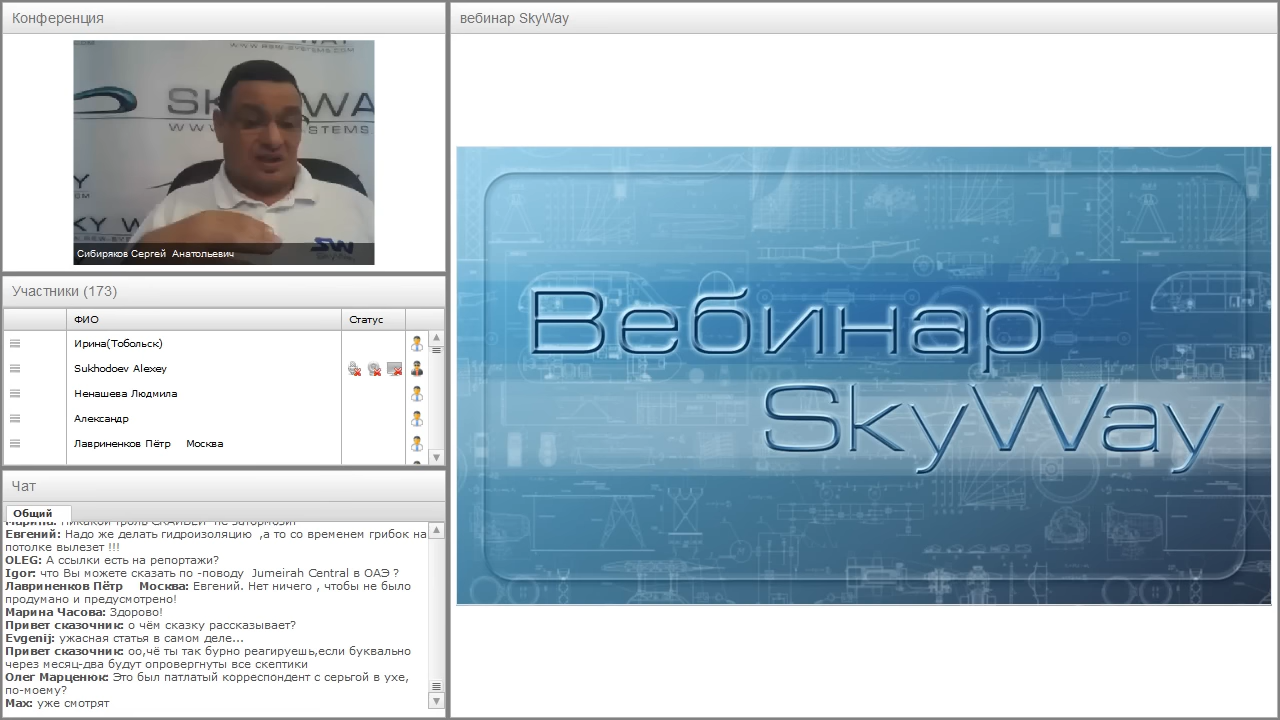 Конференция
WWW.RSW-SYSTEMS.COM
SKYWAY
Сибиряков Сергей Анатольевич
Участники (173)
ФИО Статус
Ирина(Тобольск)
Sukhodoev Alexey
Ненашева Людмила
Александр
Лавриненков Пётр Москва
Чат
Общий
Евгений: Надо же делать гидроизоляцию ,а то со временем грибок на
потолке вылезет !!!
OLEG: А ссылки есть на репортажи?
Igor: что Вы можете сказать по -поводу Jumeirah Central в ОАЭ ?
Лавриненков Пётр Москва: Евгений. Нет ничего , чтобы не было
продумано и предусмотрено!
Марина Часова: Здорово!
Привет сказочник: о чём сказку рассказывает?
Evgenij: ужасная статья в самом деле...
Привет сказочник: оо,чё ты так бурно реагируешь,если буквально
через месяц-два будут опровергнуты все скептики
Олег Марценюк: Это был патлатый корреспондент с серьгой в ухе,
по-моему?
Max: уже смотрят
вебинар SkyWay
Вебинар
SkyWay